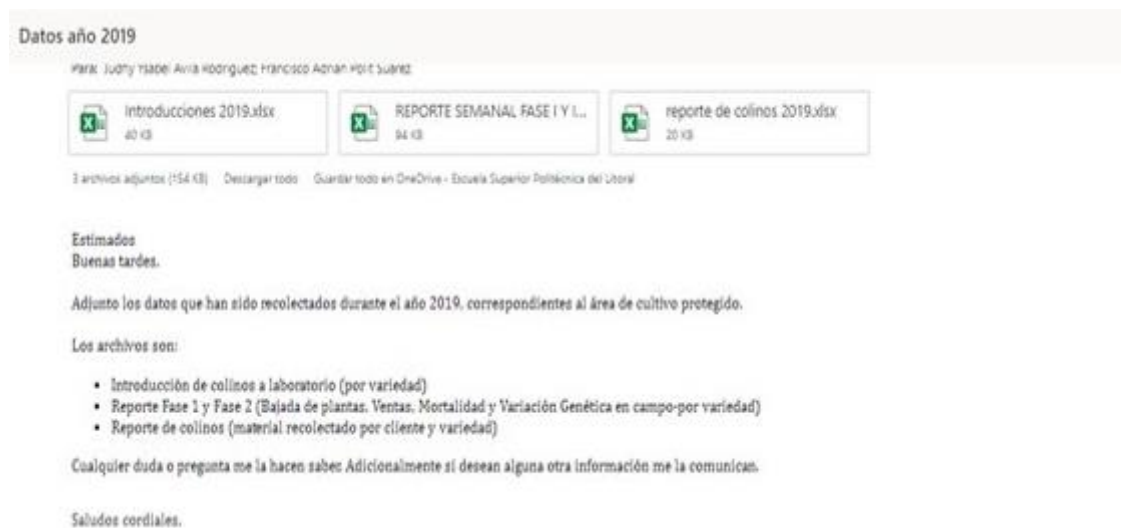 Datos año 2019
Para: Judhy Ysabel Avila Rodriguez; Francisco Adrian Polit Suarez
Introducciones 2019.xlsx
40 KB
REPORTE SEMANAL FASE I Y I...
94 KB
reporte de colinos 2019.xlsx
20 KB
3 archivos adjuntos (154 KB) Descargar todo Guardar todo en OneDrive - Escuela Superior Politécnica del Litoral
Estimados
Buenas tardes.
Adjunto los datos que han sido recolectados durante el año 2019, correspondientes al área de cultivo protegido.
Los archivos son:
• Introducción de colinos a laboratorio (por variedad)
• Reporte Fase 1 y Fase 2 (Bajada de plantas, Ventas, Mortalidad y Variación Genética en campo-por variedad)
• Reporte de colinos (material recolectado por cliente y variedad)
Cualquier duda o pregunta me la hacen saber. Adicionalmente si desean alguna otra información me la comunican.
Saludos cordiales.